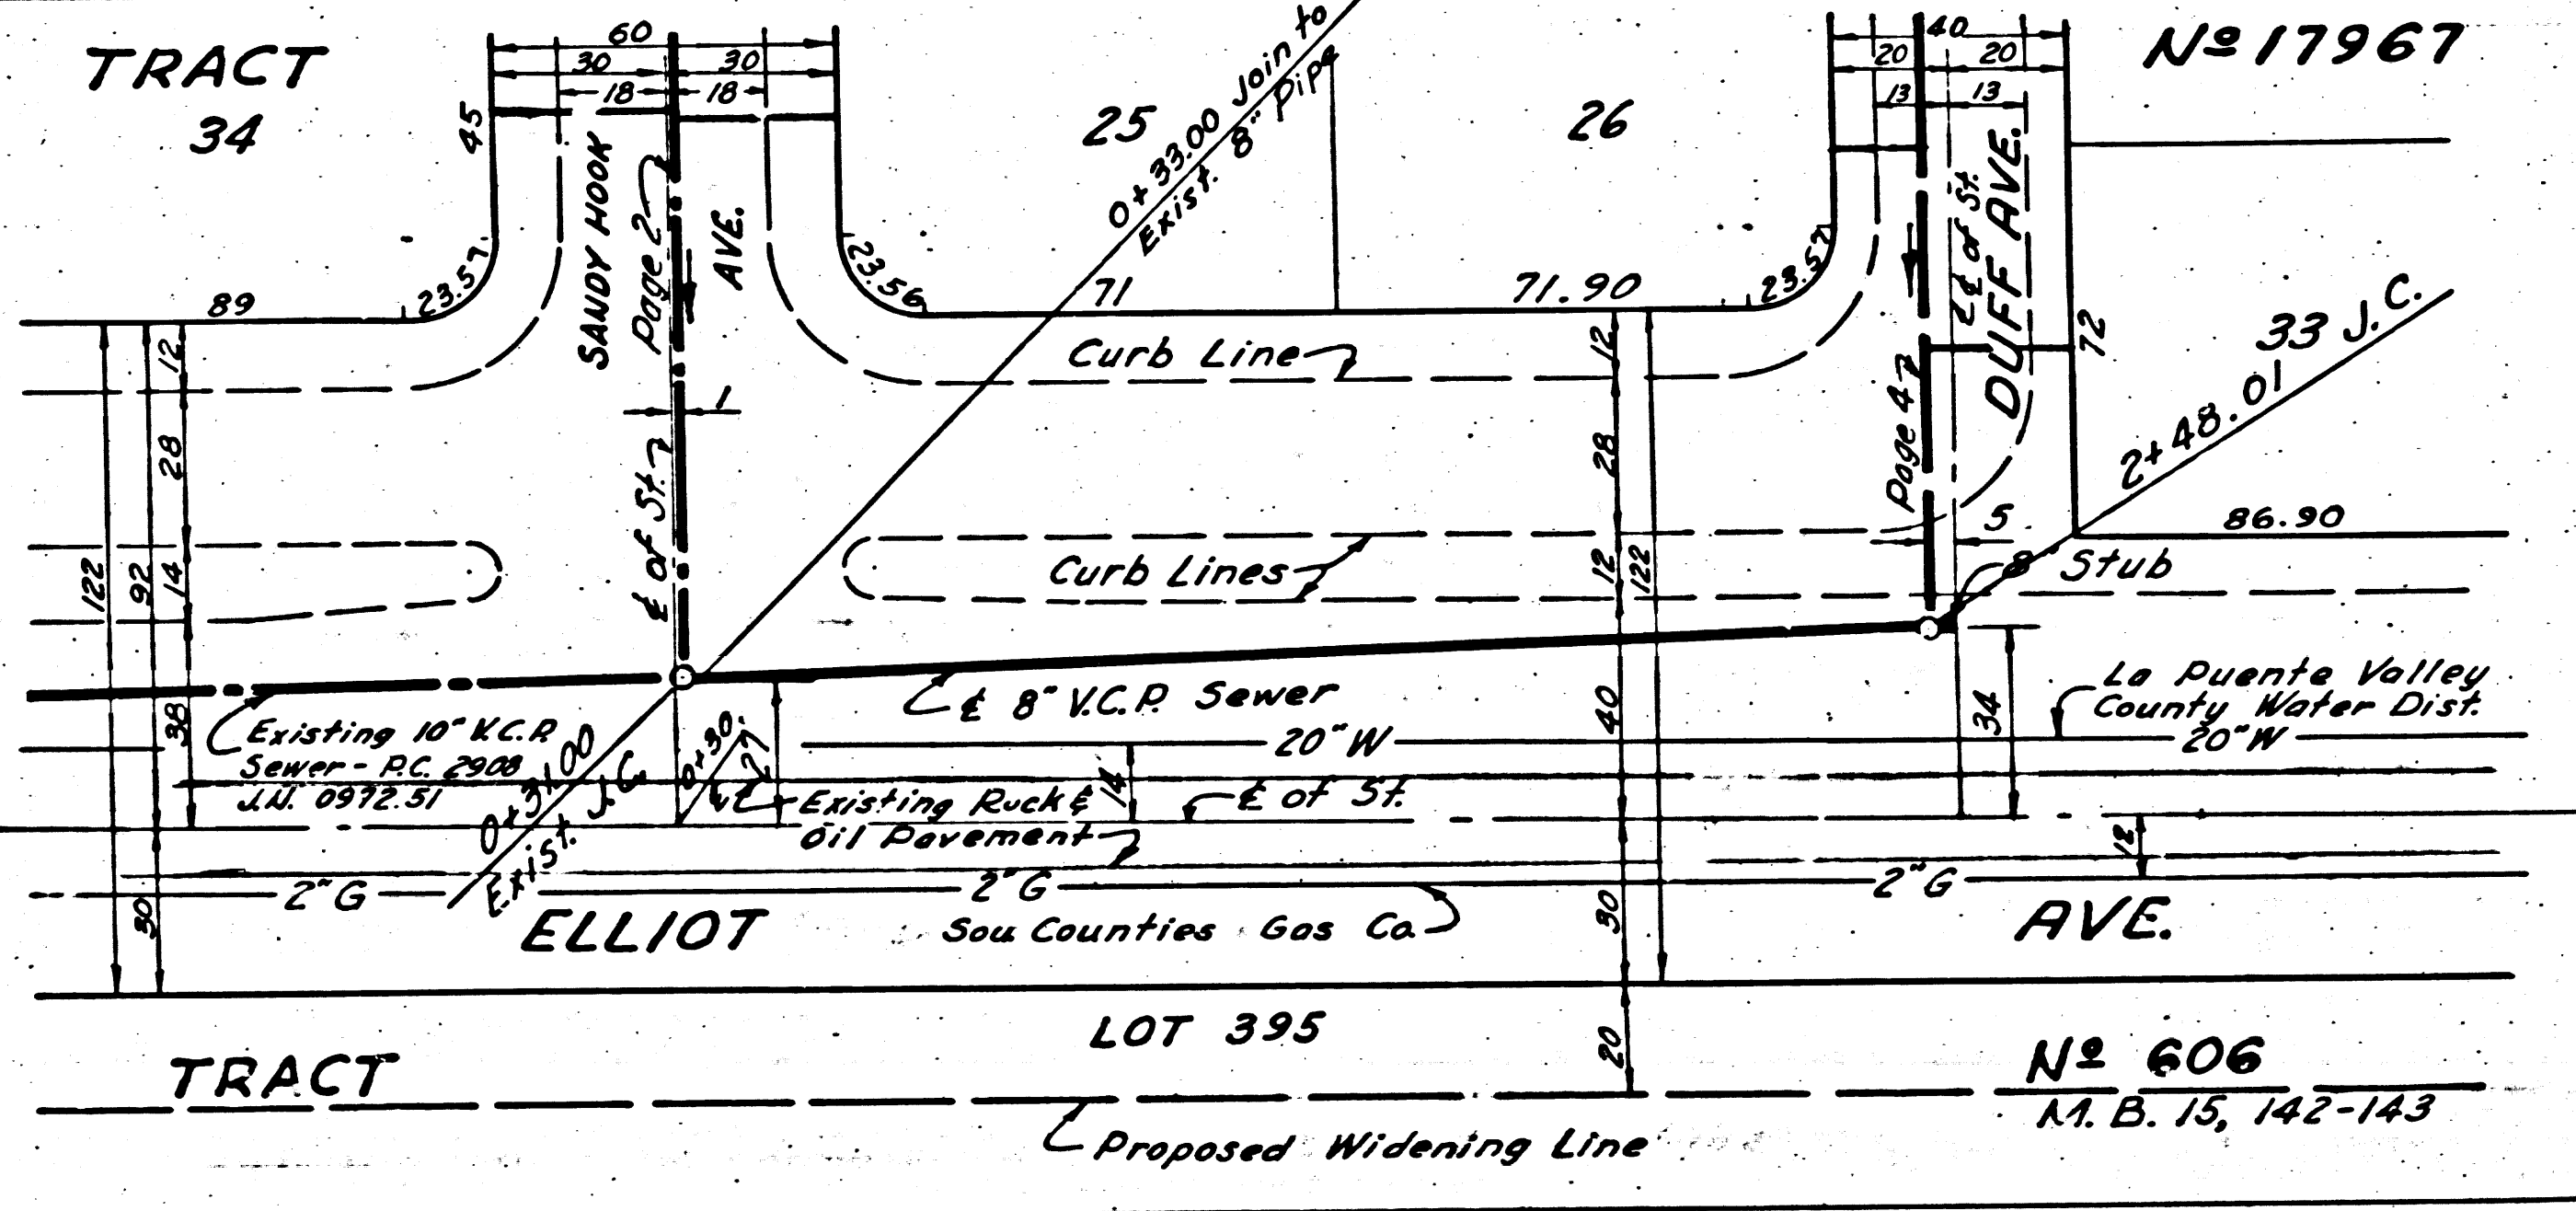 TRACT
34
Nº 17967
60
30 30
18 18
45
SANDY HOOK
Page 2
AVE.
25
0+33.00 Join to
Exist. 8" Pipe
26
40
20 20
13 13
℄ of St.
DUFF AVE.
89
23.57
23.56
71
71.90
23.57
72
33 J.C.
2+48.01
12
28
14
38
122
92
30
1
℄ of St.
Curb Line
12
28
12
122
40
30
20
Page 4
5
86.90
Curb Lines
8" Stub
℄ 8" V.C.P. Sewer
34
La Puente Valley
County Water Dist.
20" W
20" W
Existing 10" V.C.P.
Sewer - P.C. 2908
J.N. 0972.51
0+31.00
Exist. J.C.
0+30.
27
14
Existing Rock &
Oil Pavement
℄ of St.
12
2" G
2" G
2" G
ELLIOT
AVE.
Sou Counties Gas Co.
LOT 395
TRACT
Nº 606
M.B. 15, 142-143
Proposed Widening Line